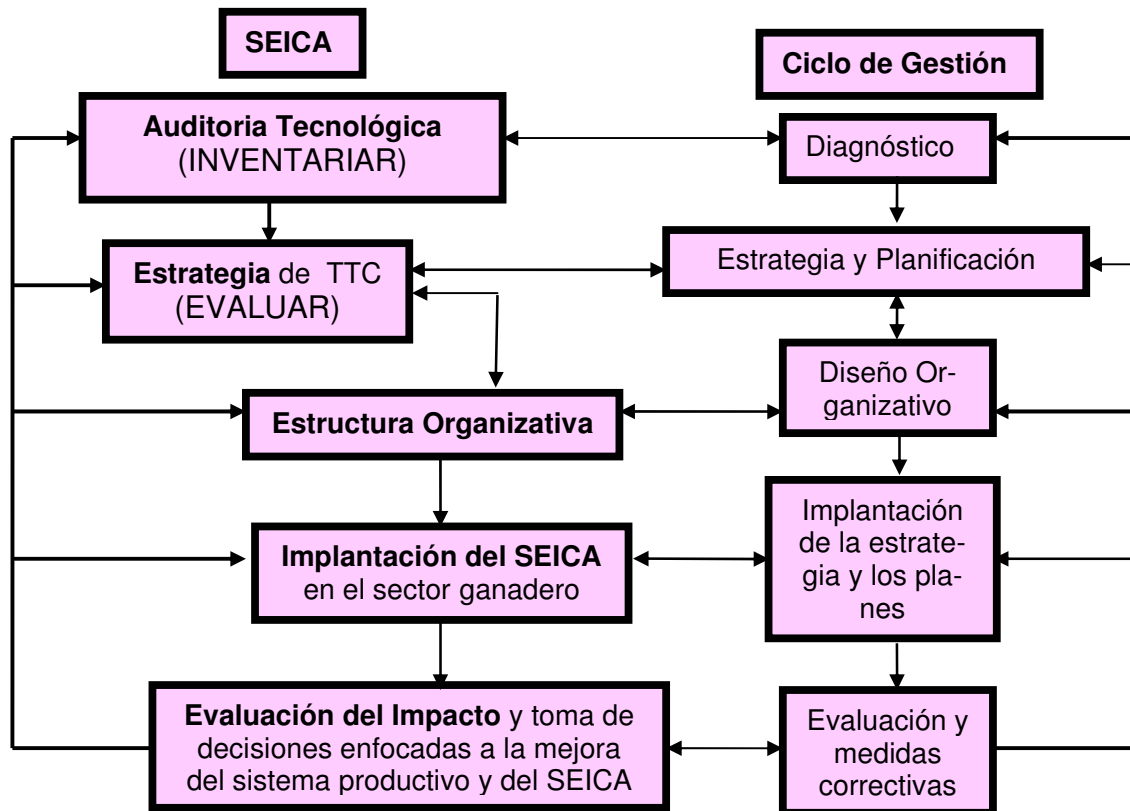 SEICA
Ciclo de Gestión
Auditoria Tecnológica
(INVENTARIAR)
Diagnóstico
Estrategia de TTC
(EVALUAR)
Estrategia y Planificación
Estructura Organizativa
Diseño Or-
ganizativo
Implantación del SEICA
en el sector ganadero
Implantación
de la estrate-
gia y los pla-
nes
Evaluación del Impacto y toma de
decisiones enfocadas a la mejora
del sistema productivo y del SEICA
Evaluación y
medidas
correctivas